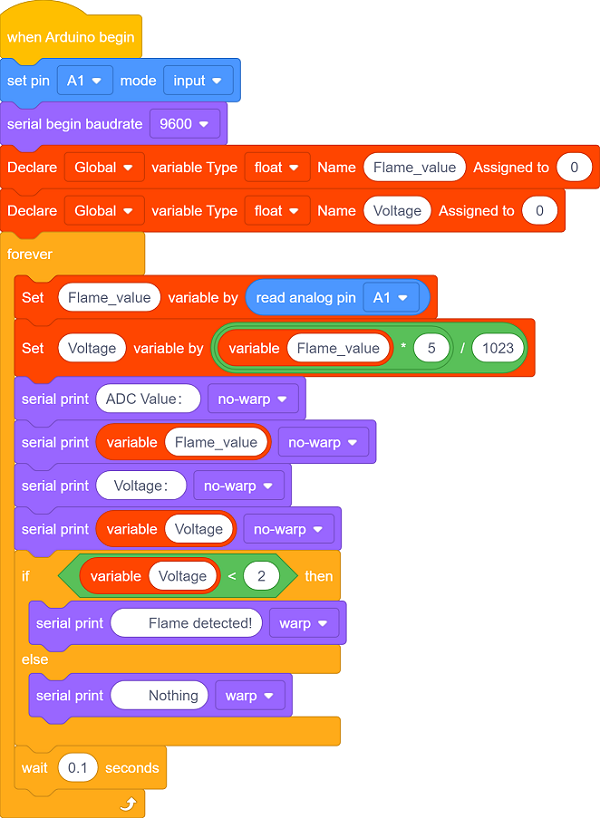 when Arduino begin
set pin A1 mode input
serial begin baudrate 9600
Declare Global variable Type float Name Flame_value Assigned to 0
Declare Global variable Type float Name Voltage Assigned to 0
forever
Set Flame_value variable by read analog pin A1
Set Voltage variable by variable Flame_value * 5 / 1023
serial print ADC Value： no-warp
serial print variable Flame_value no-warp
serial print Voltage： no-warp
serial print variable Voltage no-warp
if variable Voltage < 2 then
serial print Flame detected! warp
else
serial print Nothing warp
wait 0.1 seconds